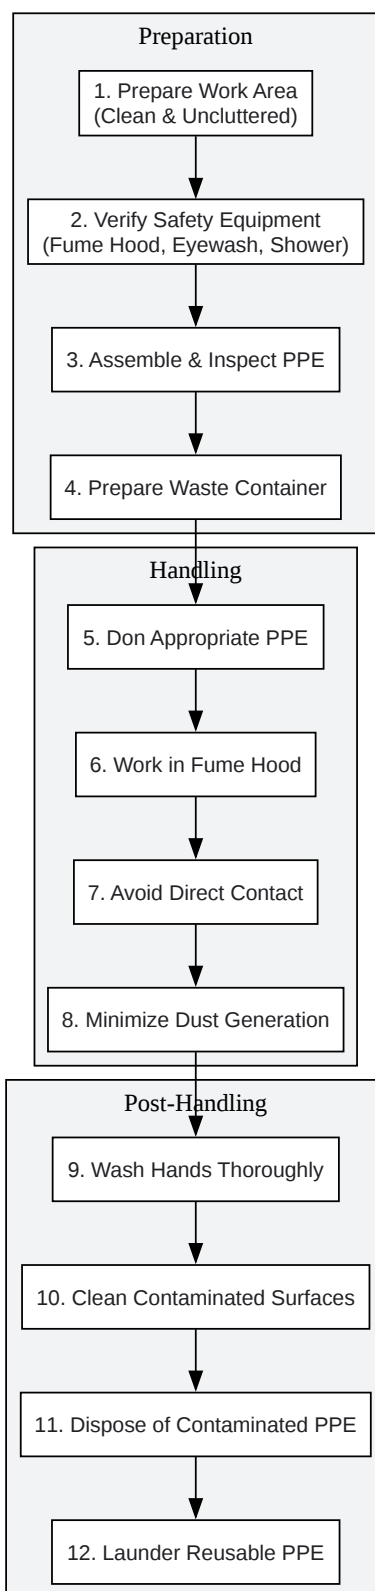 Preparation
1. Prepare Work Area
(Clean & Uncluttered)
2. Verify Safety Equipment
(Fume Hood, Eyewash, Shower)
3. Assemble & Inspect PPE
4. Prepare Waste Container
Handling
5. Don Appropriate PPE
6. Work in Fume Hood
7. Avoid Direct Contact
8. Minimize Dust Generation
Post-Handling
9. Wash Hands Thoroughly
10. Clean Contaminated Surfaces
11. Dispose of Contaminated PPE
12. Launder Reusable PPE